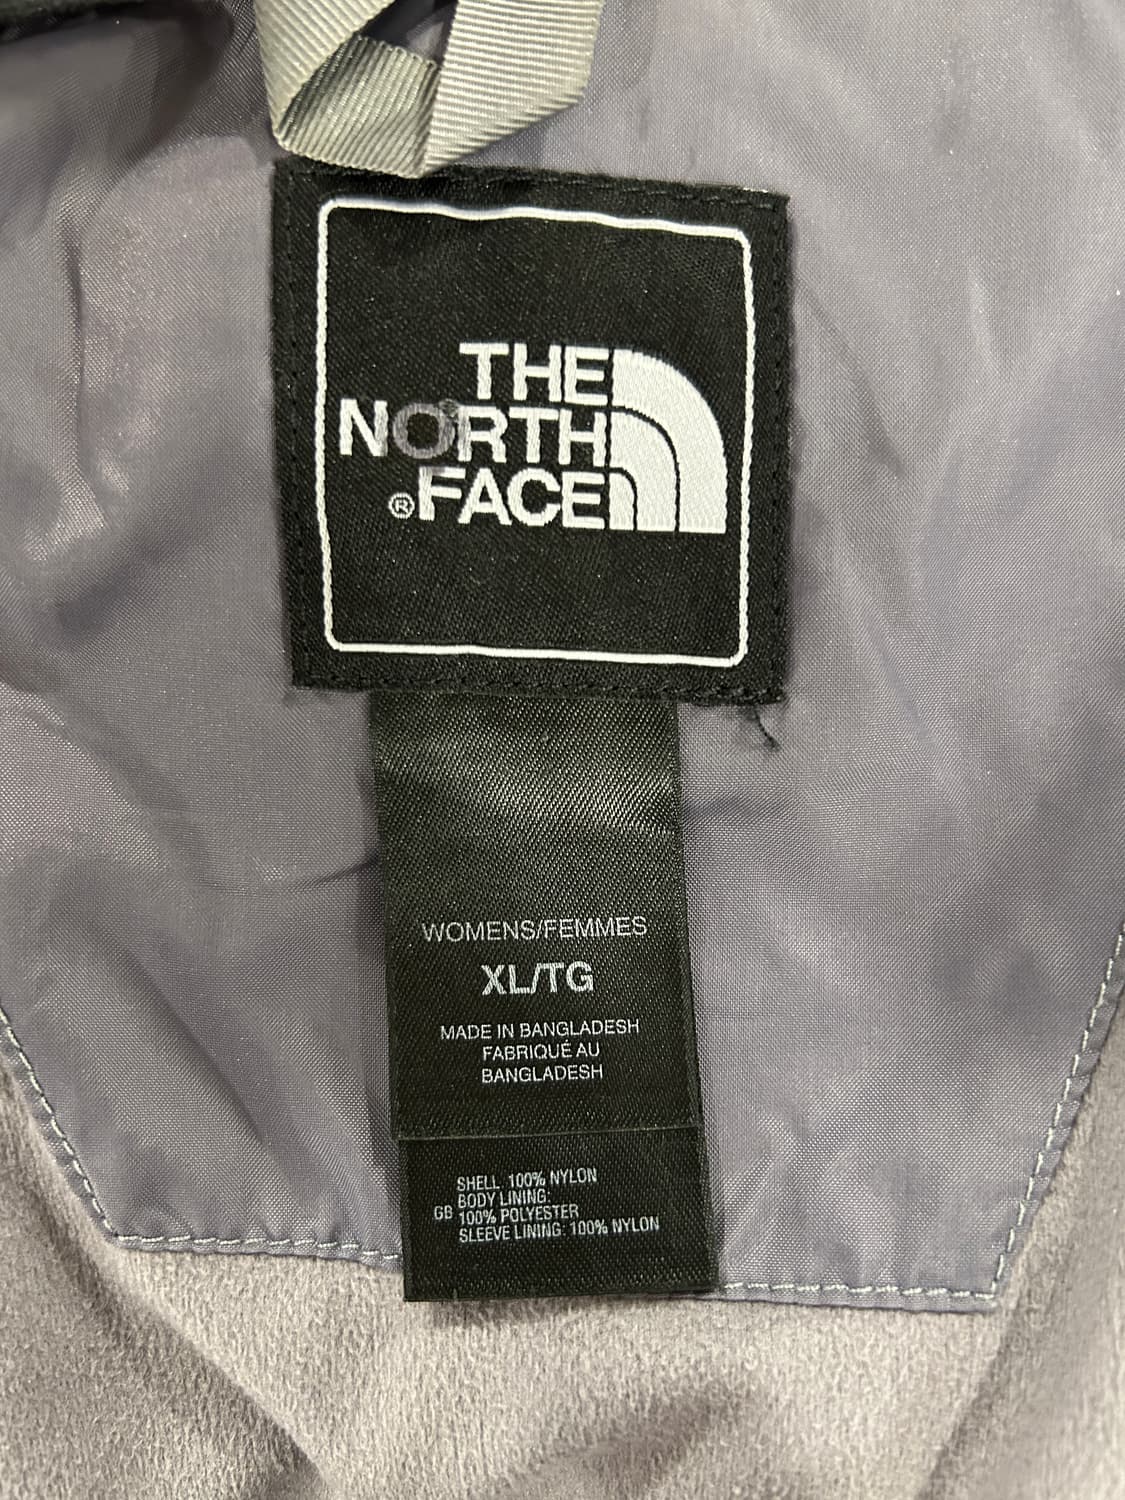 THE
NORTH
®FACE
WOMENS/FEMMES
XL/TG
MADE IN BANGLADESH
FABRIQUÉ AU
BANGLADESH
SHELL 100% NYLON
BODY LINING:
GB 100% POLYESTER
SLEEVE LINING: 100% NYLON